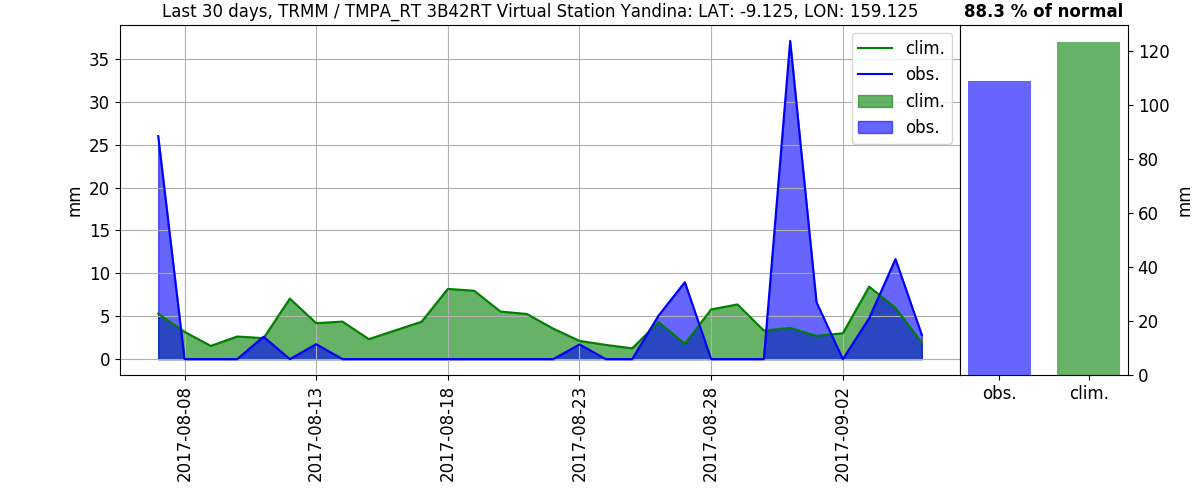 Last 30 days, TRMM / TMPA_RT 3B42RT Virtual Station Yandina: LAT: -9.125, LON: 159.125
88.3 % of normal
clim.
obs.
clim.
obs.
mm
35
30
25
20
15
10
5
0
2017-08-08
2017-08-13
2017-08-18
2017-08-23
2017-08-28
2017-09-02
120
100
80
60
40
20
0
mm
obs.
clim.